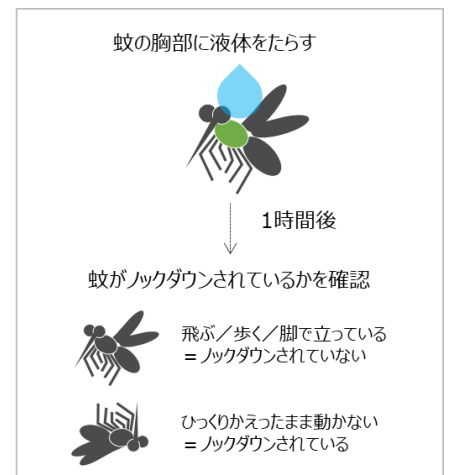 蚊の胸部に液体をたらす
1時間後
蚊がノックダウンされているかを確認
飛ぶ／歩く／脚で立っている
＝ノックダウンされていない
ひっくりかえったまま動かない
＝ノックダウンされている